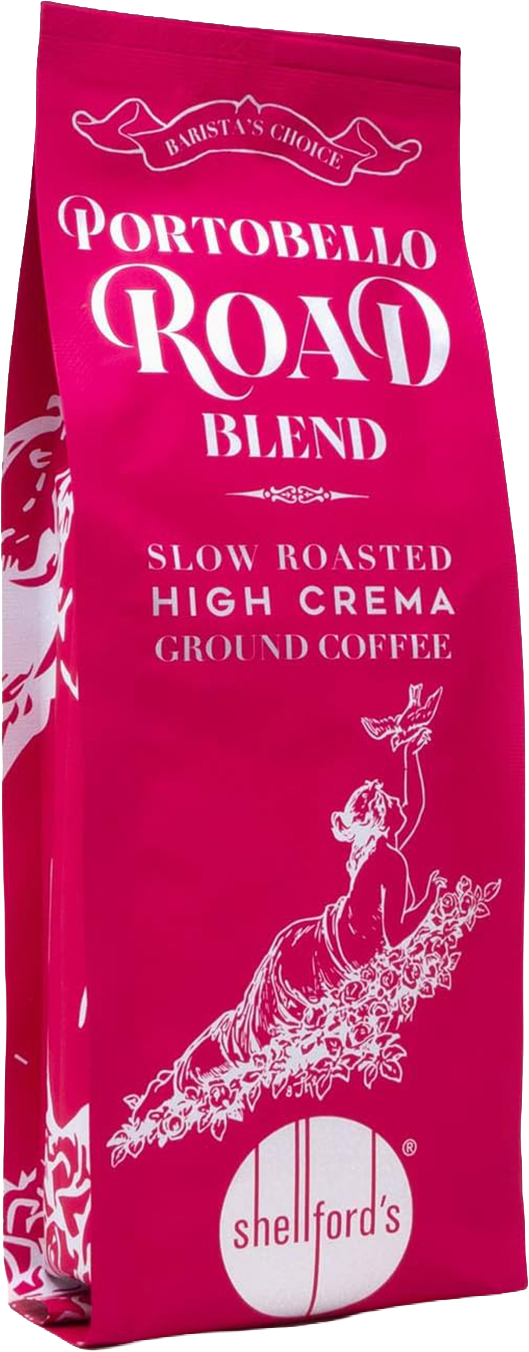 BARISTA'S CHOICE
PORTOBELLO
ROAD
BLEND
SLOW ROASTED
HIGH CREMA
GROUND COFFEE
shellford's ®